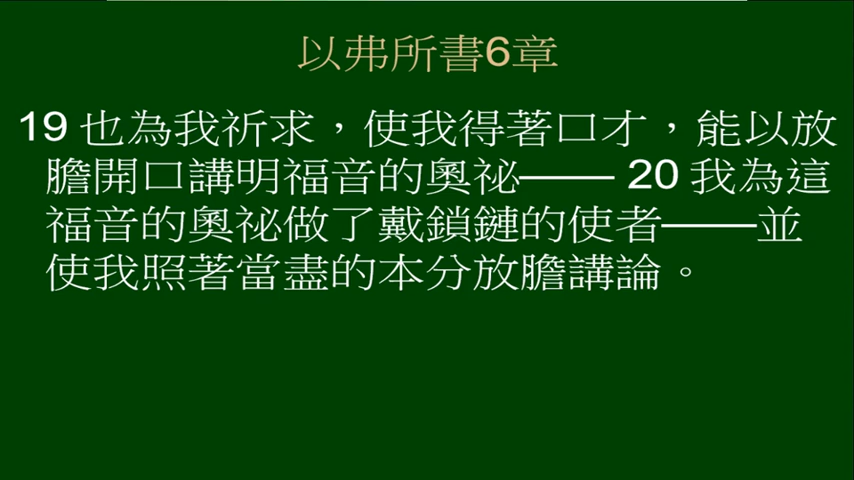 以弗所書6章
19 也為我祈求，使我得著口才，能以放
膽開口講明福音的奧祕—— 20 我為這
福音的奧祕做了戴鎖鏈的使者——並
使我照著當盡的本分放膽講論。